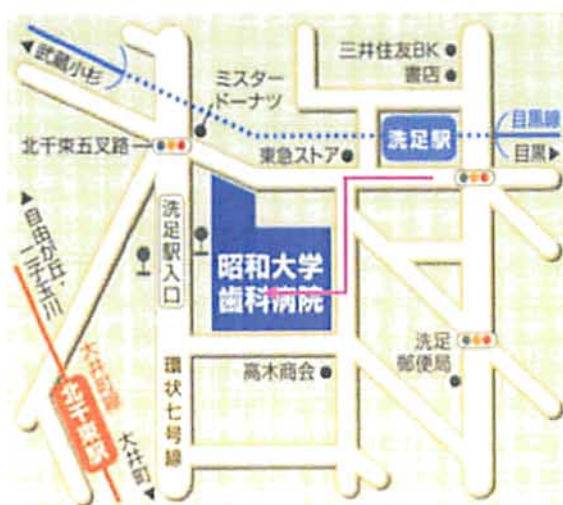 三井住友BK
書店
◀武蔵小杉
ミスター
ドーナツ
目黒線
洗足駅
目黒▶
北千束五叉路
東急ストア
◀自由が丘・
二子玉川
洗足駅入口
昭和大学
歯科病院
洗足
郵便局
高木商会
環状七号線
大井町線
北千束駅
大井町▶